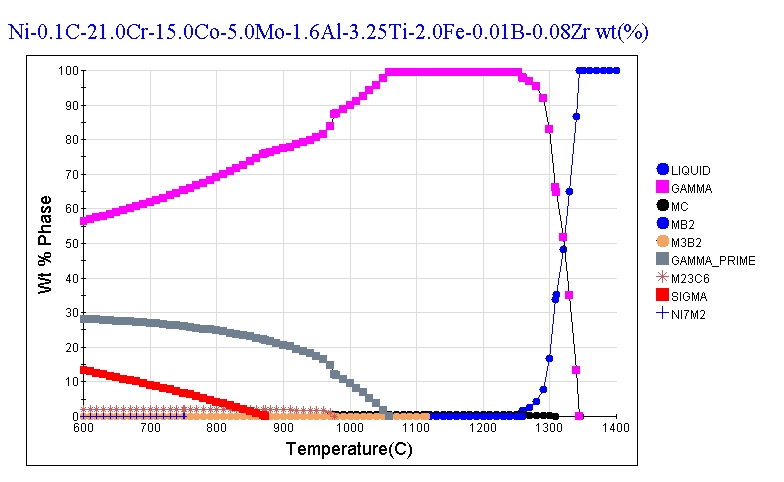 Ni-0.1C-21.0Cr-15.0Co-5.0Mo-1.6Al-3.25Ti-2.0Fe-0.01B-0.08Zr wt(%)
100
90
80
70
60
50
40
30
20
10
0
Wt % Phase
600 700 800 900 1000 1100 1200 1300 1400
Temperature(C)
LIQUID
GAMMA
MC
MB2
M3B2
GAMMA_PRIME
M23C6
SIGMA
NI7M2